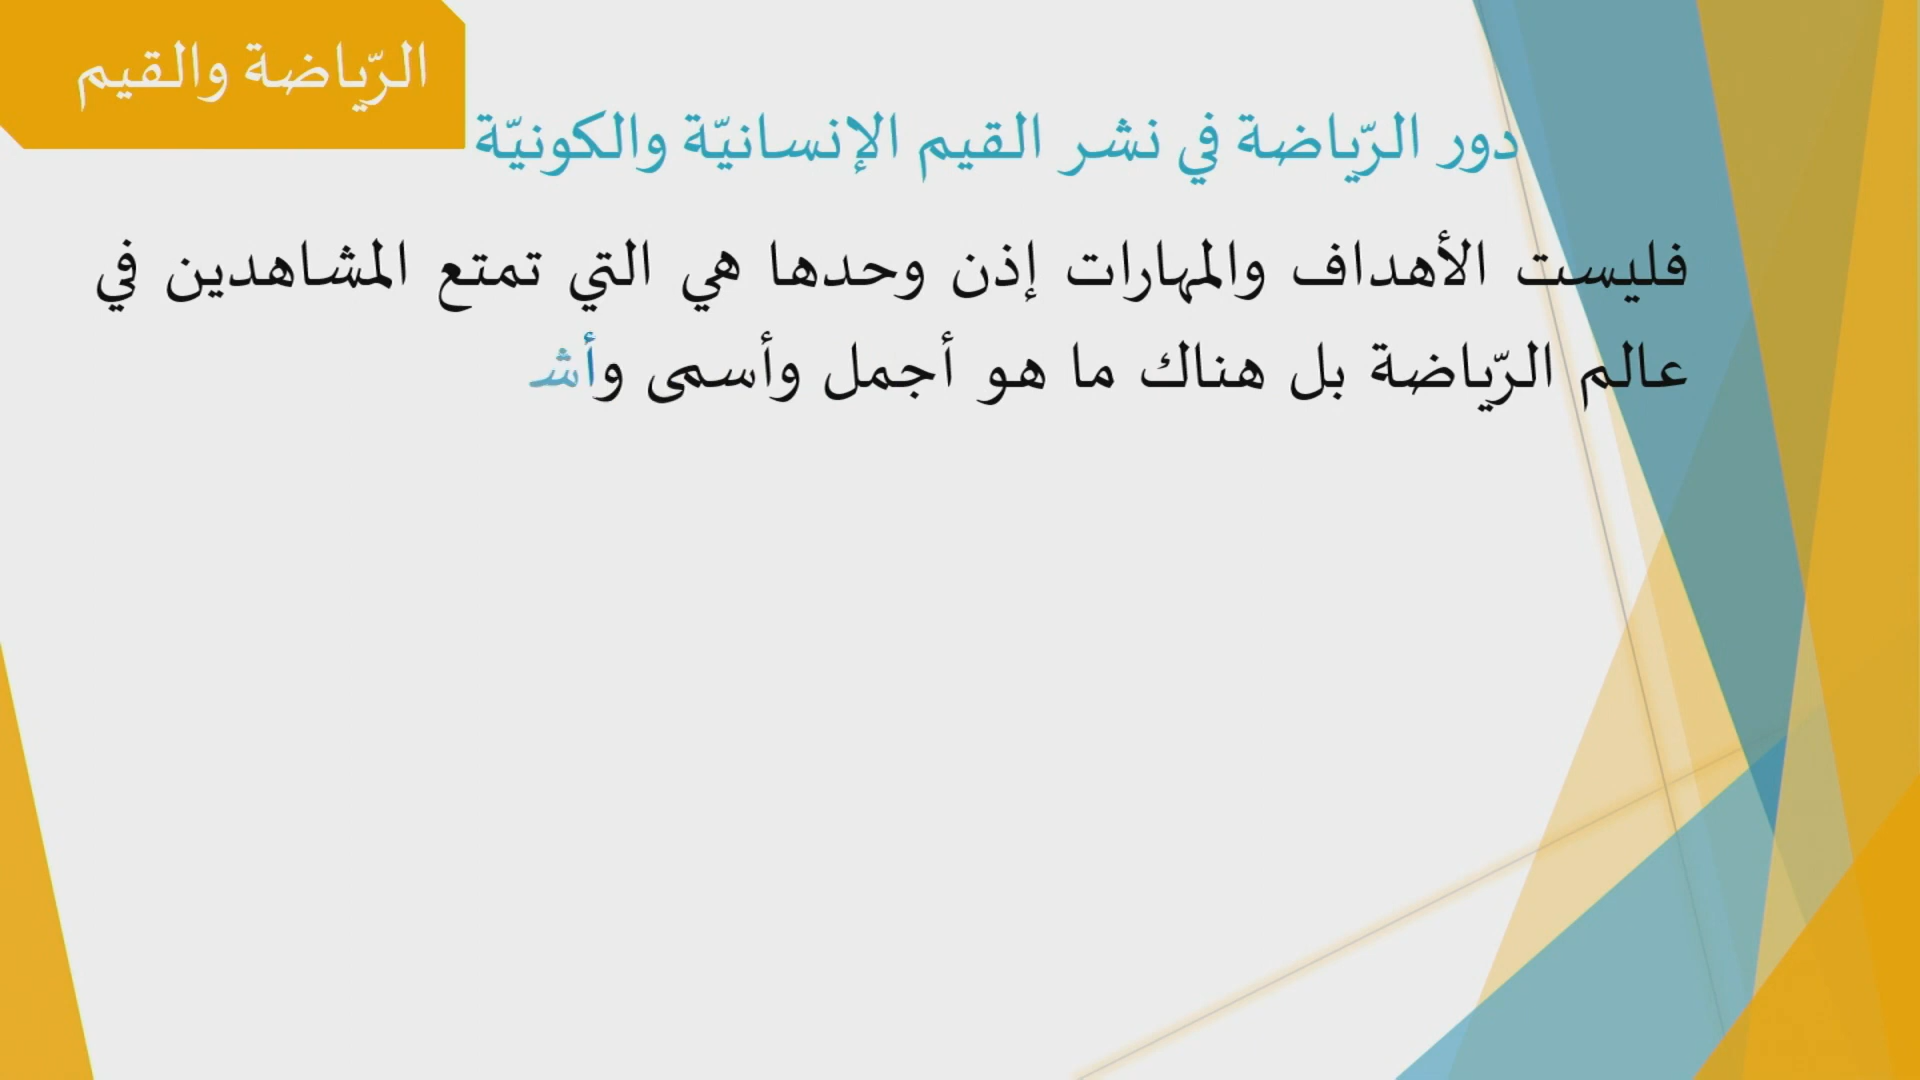 الرّياضة والقيم
دور الرّياضة في نشر القيم الإنسانيّة والكونيّة
فليست الأهداف والمهارات إذن وحدها هي التي تمتع المشاهدين في
عالم الرّياضة بل هناك ما هو أجمل وأسمى وأشـ